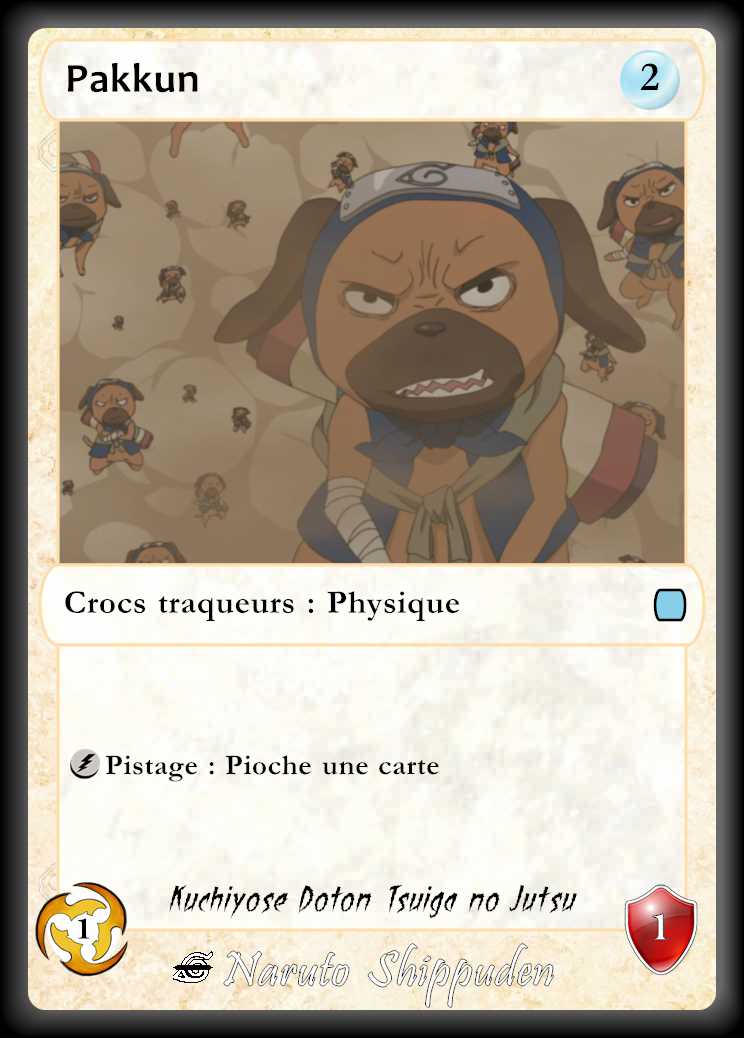 Pakkun
2
Crocs traqueurs : Physique
Pistage : Pioche une carte
Kuchiyose Doton Tsuiga no Jutsu
1
1
Naruto Shippuden